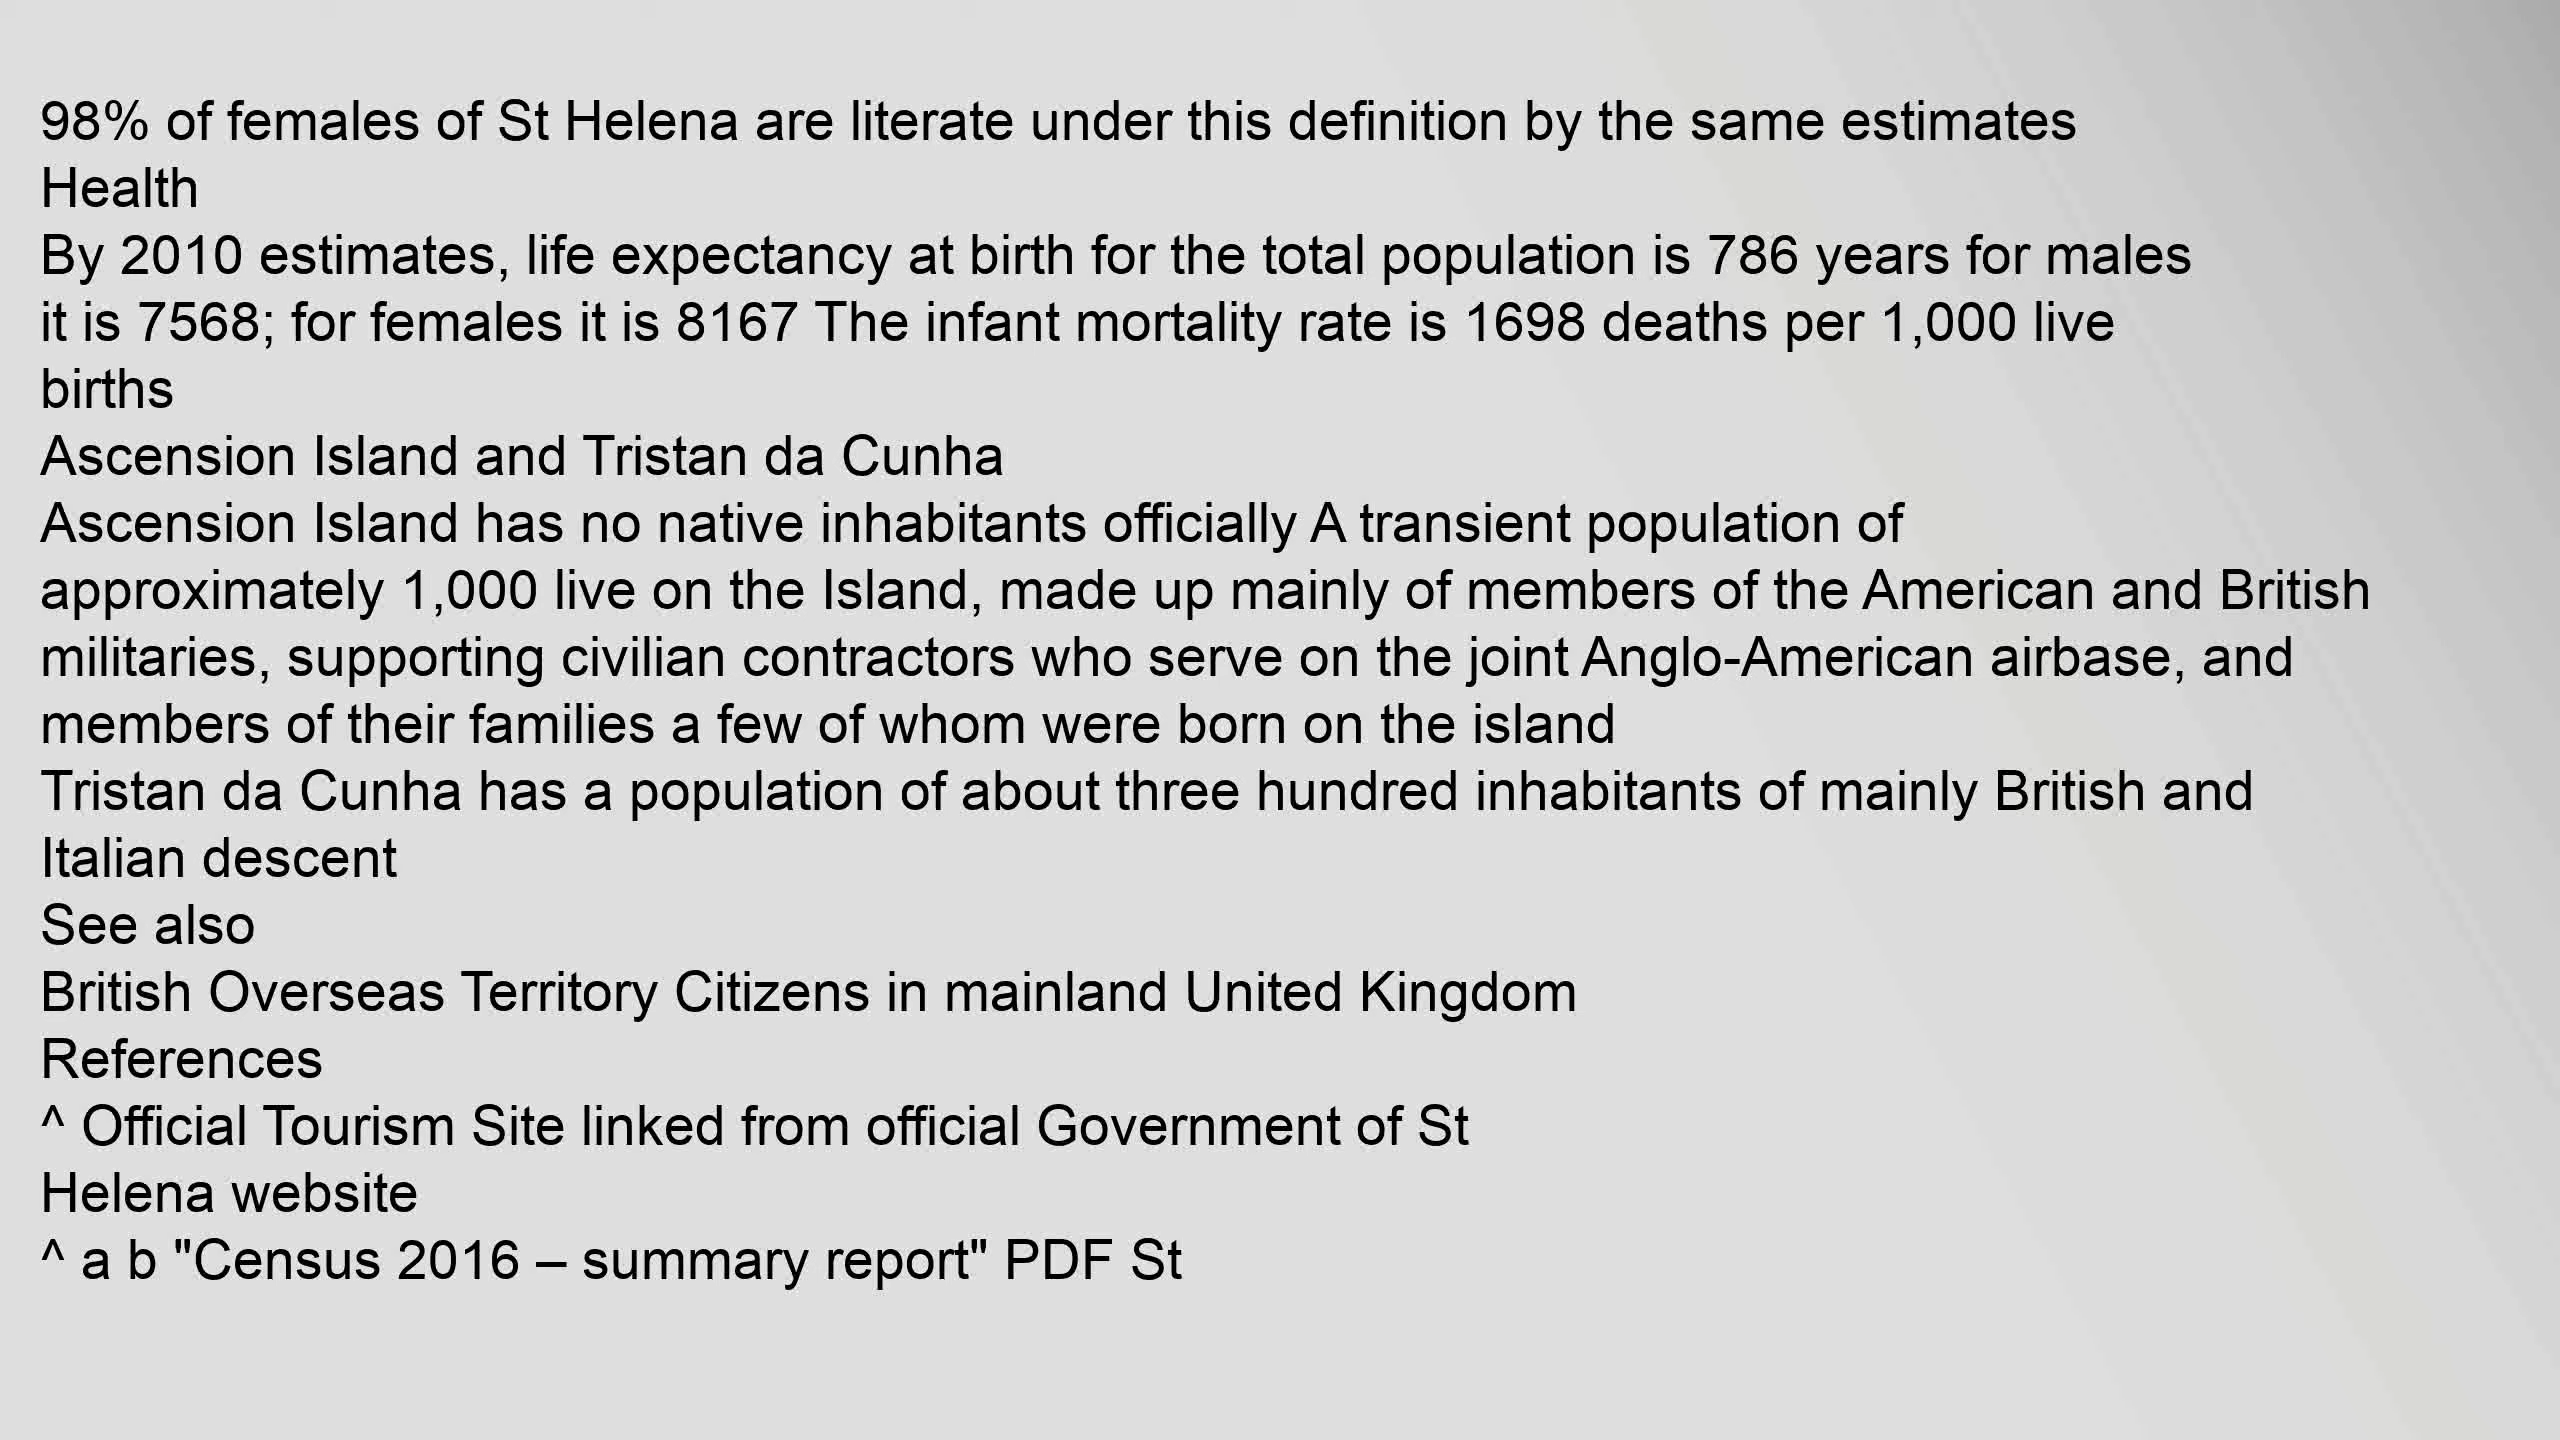 98% of females of St Helena are literate under this definition by the same estimates
Health
By 2010 estimates, life expectancy at birth for the total population is 786 years for males
it is 7568; for females it is 8167 The infant mortality rate is 1698 deaths per 1,000 live
births
Ascension Island and Tristan da Cunha
Ascension Island has no native inhabitants officially A transient population of
approximately 1,000 live on the Island, made up mainly of members of the American and British
militaries, supporting civilian contractors who serve on the joint Anglo-American airbase, and
members of their families a few of whom were born on the island
Tristan da Cunha has a population of about three hundred inhabitants of mainly British and
Italian descent
See also
British Overseas Territory Citizens in mainland United Kingdom
References
^ Official Tourism Site linked from official Government of St
Helena website
^ a b "Census 2016 – summary report" PDF St